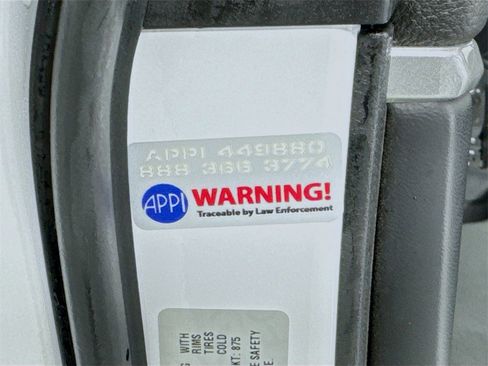 APPI 449880
888 366 3774
APPI WARNING!
Traceable by Law Enforcement
WITH
RIMS
TIRES
COLD
KT: 875
E SAFETY